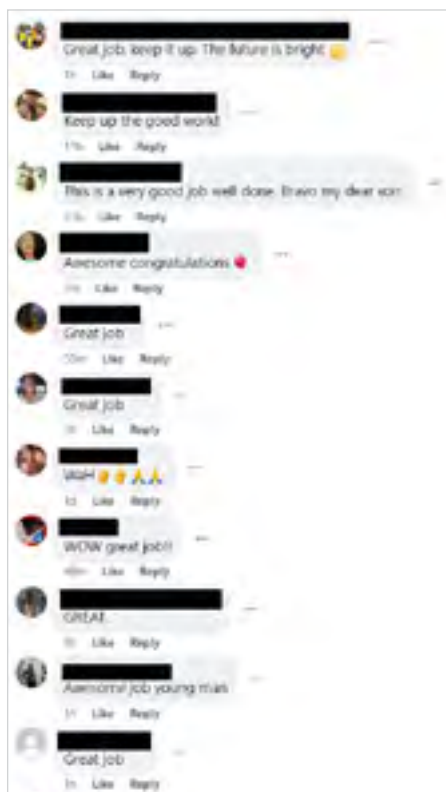 Great job. keep it up. The future is bright
1h Like Reply
Keep up the good work!
Like Reply
This is a very good job well done. Bravo my dear son
Like Reply
Awesome congratulations
Like Reply
Great job
Like Reply
Great job
Like Reply
WaH
Like Reply
WOW great job!!
Like Reply
GREAT
Like Reply
Awesome job young man
Like Reply
Great job
1h Like Reply